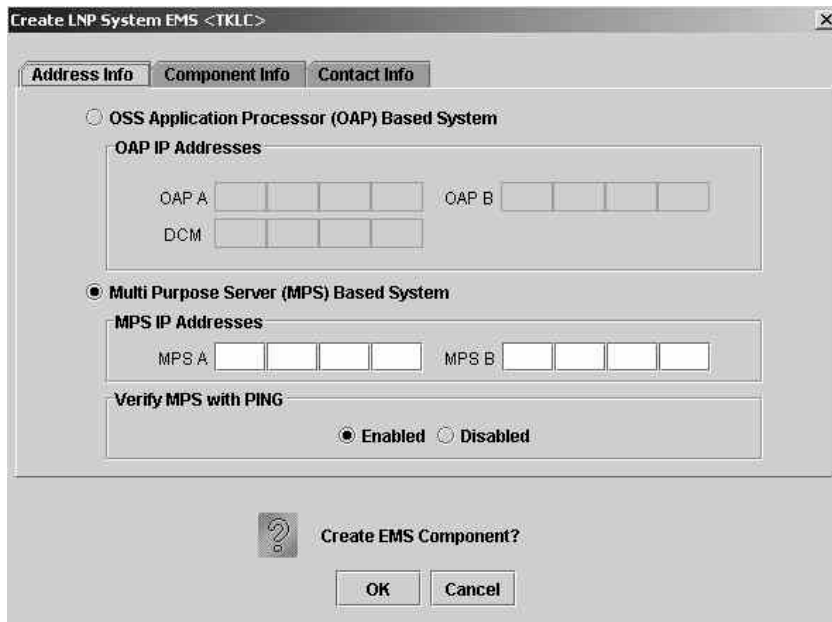 Create LNP System EMS <TKLC>
Address Info Component Info Contact Info
OSS Application Processor (OAP) Based System
OAP IP Addresses
OAP A OAP B
DCM
Multi Purpose Server (MPS) Based System
MPS IP Addresses
MPS A MPS B
Verify MPS with PING
Enabled Disabled
Create EMS Component?
OK Cancel